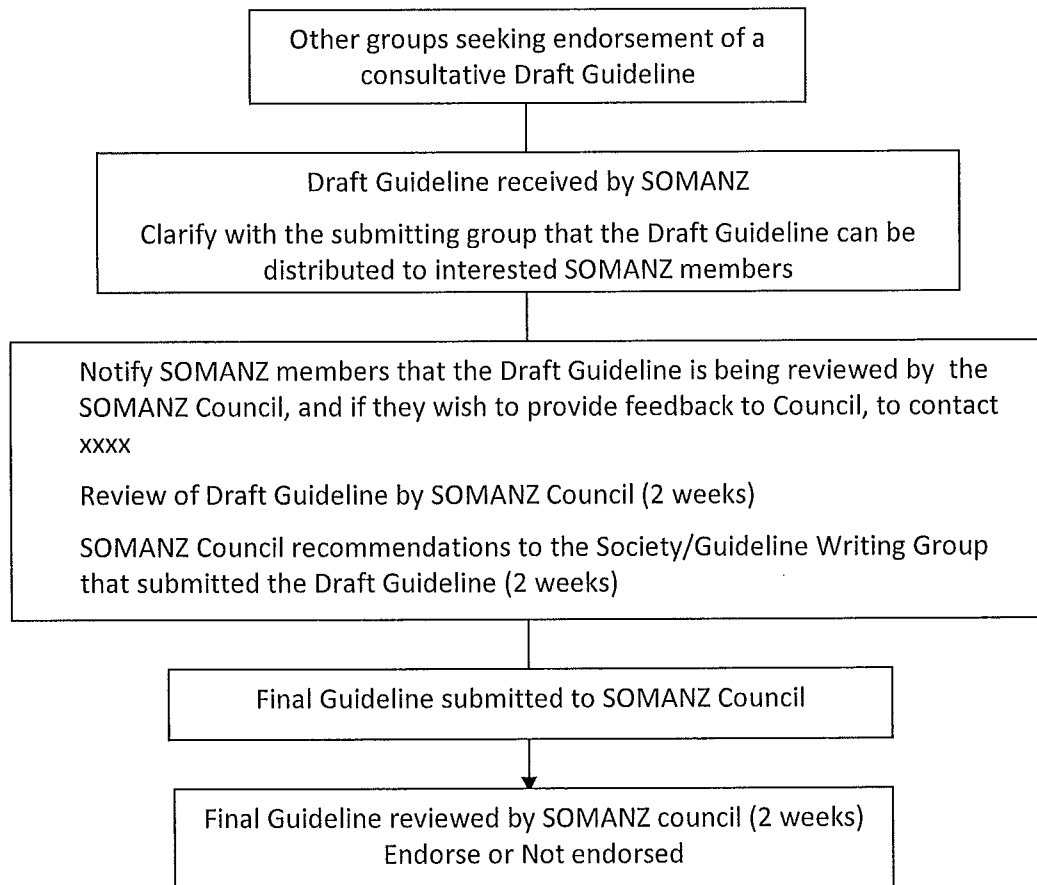 Other groups seeking endorsement of a
consultative Draft Guideline
Draft Guideline received by SOMANZ
Clarify with the submitting group that the Draft Guideline can be
distributed to interested SOMANZ members
Notify SOMANZ members that the Draft Guideline is being reviewed by the
SOMANZ Council, and if they wish to provide feedback to Council, to contact
xxxx
Review of Draft Guideline by SOMANZ Council (2 weeks)
SOMANZ Council recommendations to the Society/Guideline Writing Group
that submitted the Draft Guideline (2 weeks)
Final Guideline submitted to SOMANZ Council
Final Guideline reviewed by SOMANZ council (2 weeks)
Endorse or Not endorsed